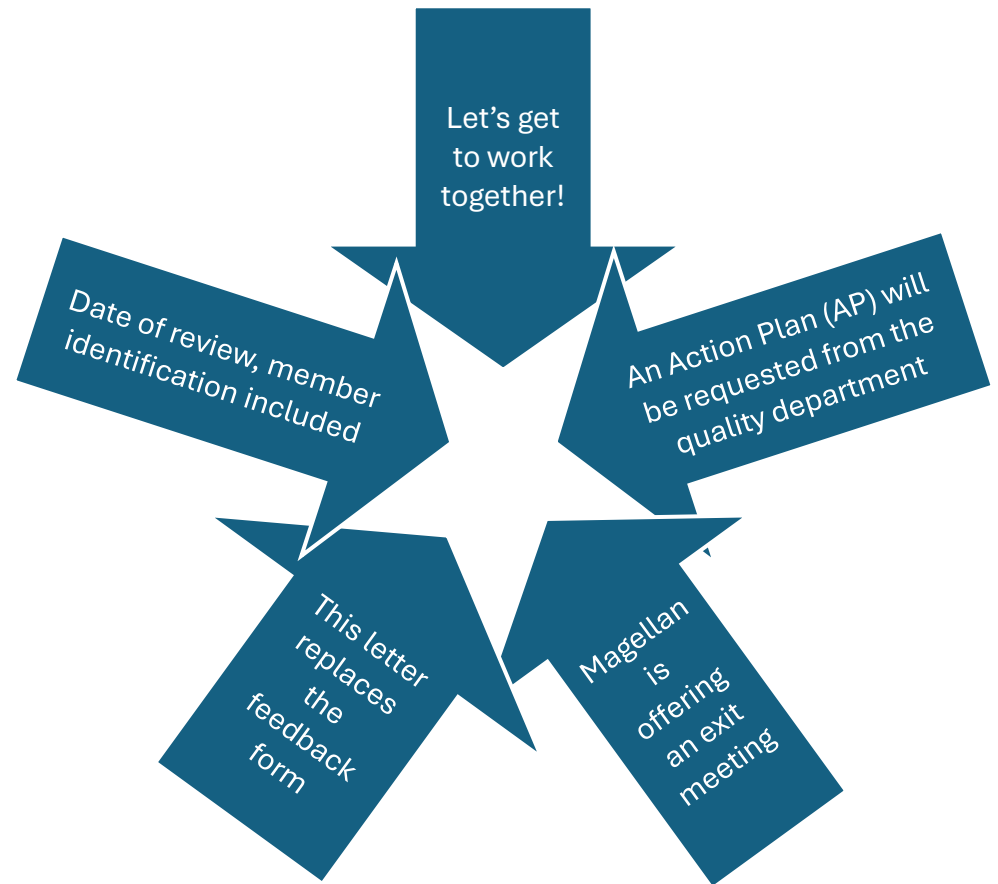 Let’s get
to work
together!
An Action Plan (AP) will
be requested from the
quality department
Magellan
is
offering
an exit
meeting
This letter
replaces
the
feedback
form
Date of review, member
identification included